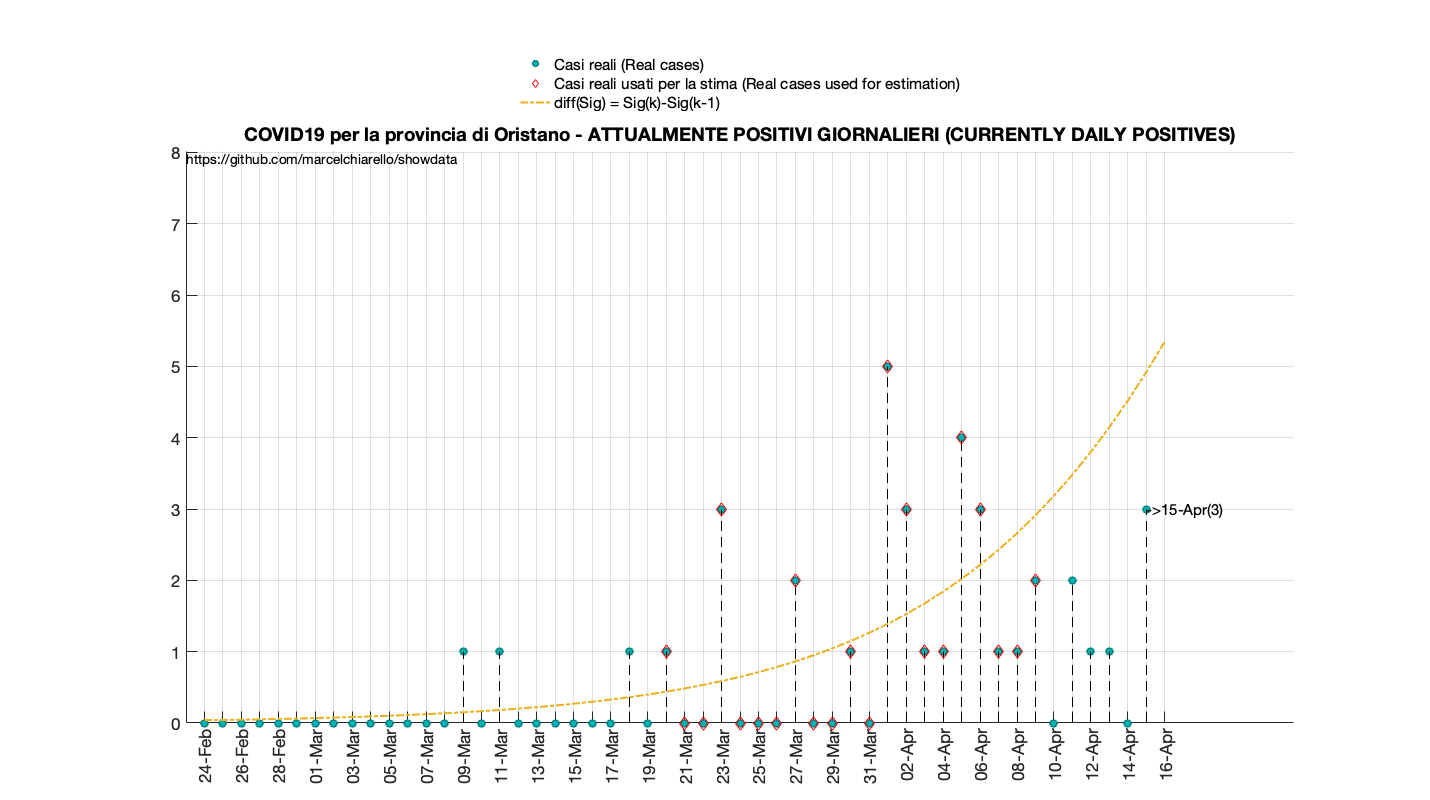 Casi reali (Real cases)
Casi reali usati per la stima (Real cases used for estimation)
diff(Sig) = Sig(k)-Sig(k-1)
COVID19 per la provincia di Oristano - ATTUALMENTE POSITIVI GIORNALIERI (CURRENTLY DAILY POSITIVES)
https://github.com/marcelchiarello/showdata
8
7
6
5
4
3
2
1
0
->15-Apr(3)
24-Feb
26-Feb
28-Feb
01-Mar
03-Mar
05-Mar
07-Mar
09-Mar
11-Mar
13-Mar
15-Mar
17-Mar
19-Mar
21-Mar
23-Mar
25-Mar
27-Mar
29-Mar
31-Mar
02-Apr
04-Apr
06-Apr
08-Apr
10-Apr
12-Apr
14-Apr
16-Apr